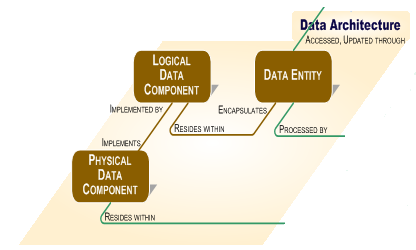 Data Architecture
ACCESSED, UPDATED THROUGH
LOGICAL
DATA
COMPONENT
DATA ENTITY
IMPLEMENTED BY
ENCAPSULATES
RESIDES WITHIN
PROCESSED BY
IMPLEMENTS
PHYSICAL
DATA
COMPONENT
RESIDES WITHIN